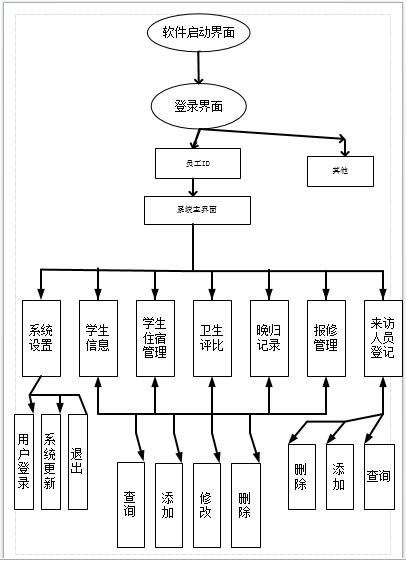 软件启动界面
登录界面
员工ID
其他
系统主界面
系统
设置
学生
信息
学生
住宿
管理
卫生
评比
晚归
记录
报修
管理
来访
人员
登记
用户登录
系统更新
退出
查询
添加
修改
删除
删除
添加
查询